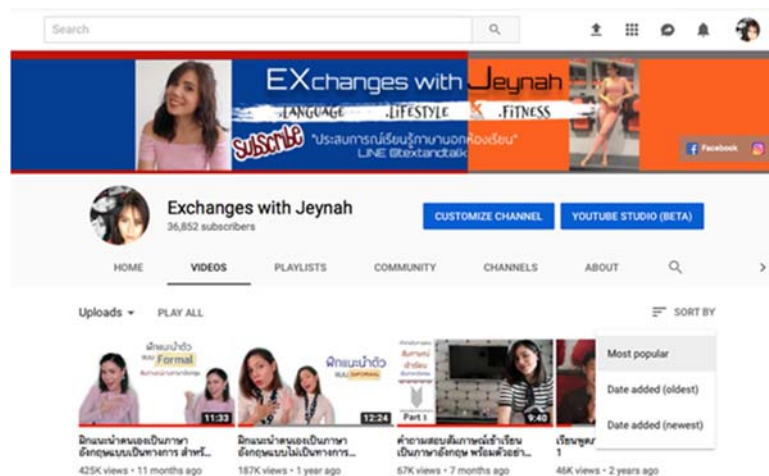 Search
EXchanges with Jeynah
.LANGUAGE .LiFESTYLE & .FiTNESS
SUBSCRIBE
"ประสบการณ์เรียนรู้ภาษานอกห้องเรียน"
LINE @textandtalk
Facebook
Exchanges with Jeynah
36,852 subscribers
CUSTOMIZE CHANNEL
YOUTUBE STUDIO (BETA)
HOME VIDEOS PLAYLISTS COMMUNITY CHANNELS ABOUT
Uploads PLAY ALL SORT BY
Most popular
Date added (oldest)
Date added (newest)
ฝึกแนะนำตัว
แบบ Formal
11:33
ฝึกแนะนำตัว
แบบ INFORMAL
12:24
Part 1
9:40
ฝึกแนะนำตนเองเป็นภาษา
อังกฤษแบบเป็นทางการ สำหรั...
425K views • 11 months ago
ฝึกแนะนำตนเองเป็นภาษา
อังกฤษแบบไม่เป็นทางการ...
187K views • 1 year ago
คำถามสอบสัมภาษณ์เข้าเรียน
เป็นภาษาอังกฤษ พร้อมตัวอย่า...
67K views • 7 months ago
1
46K views • 2 years ago